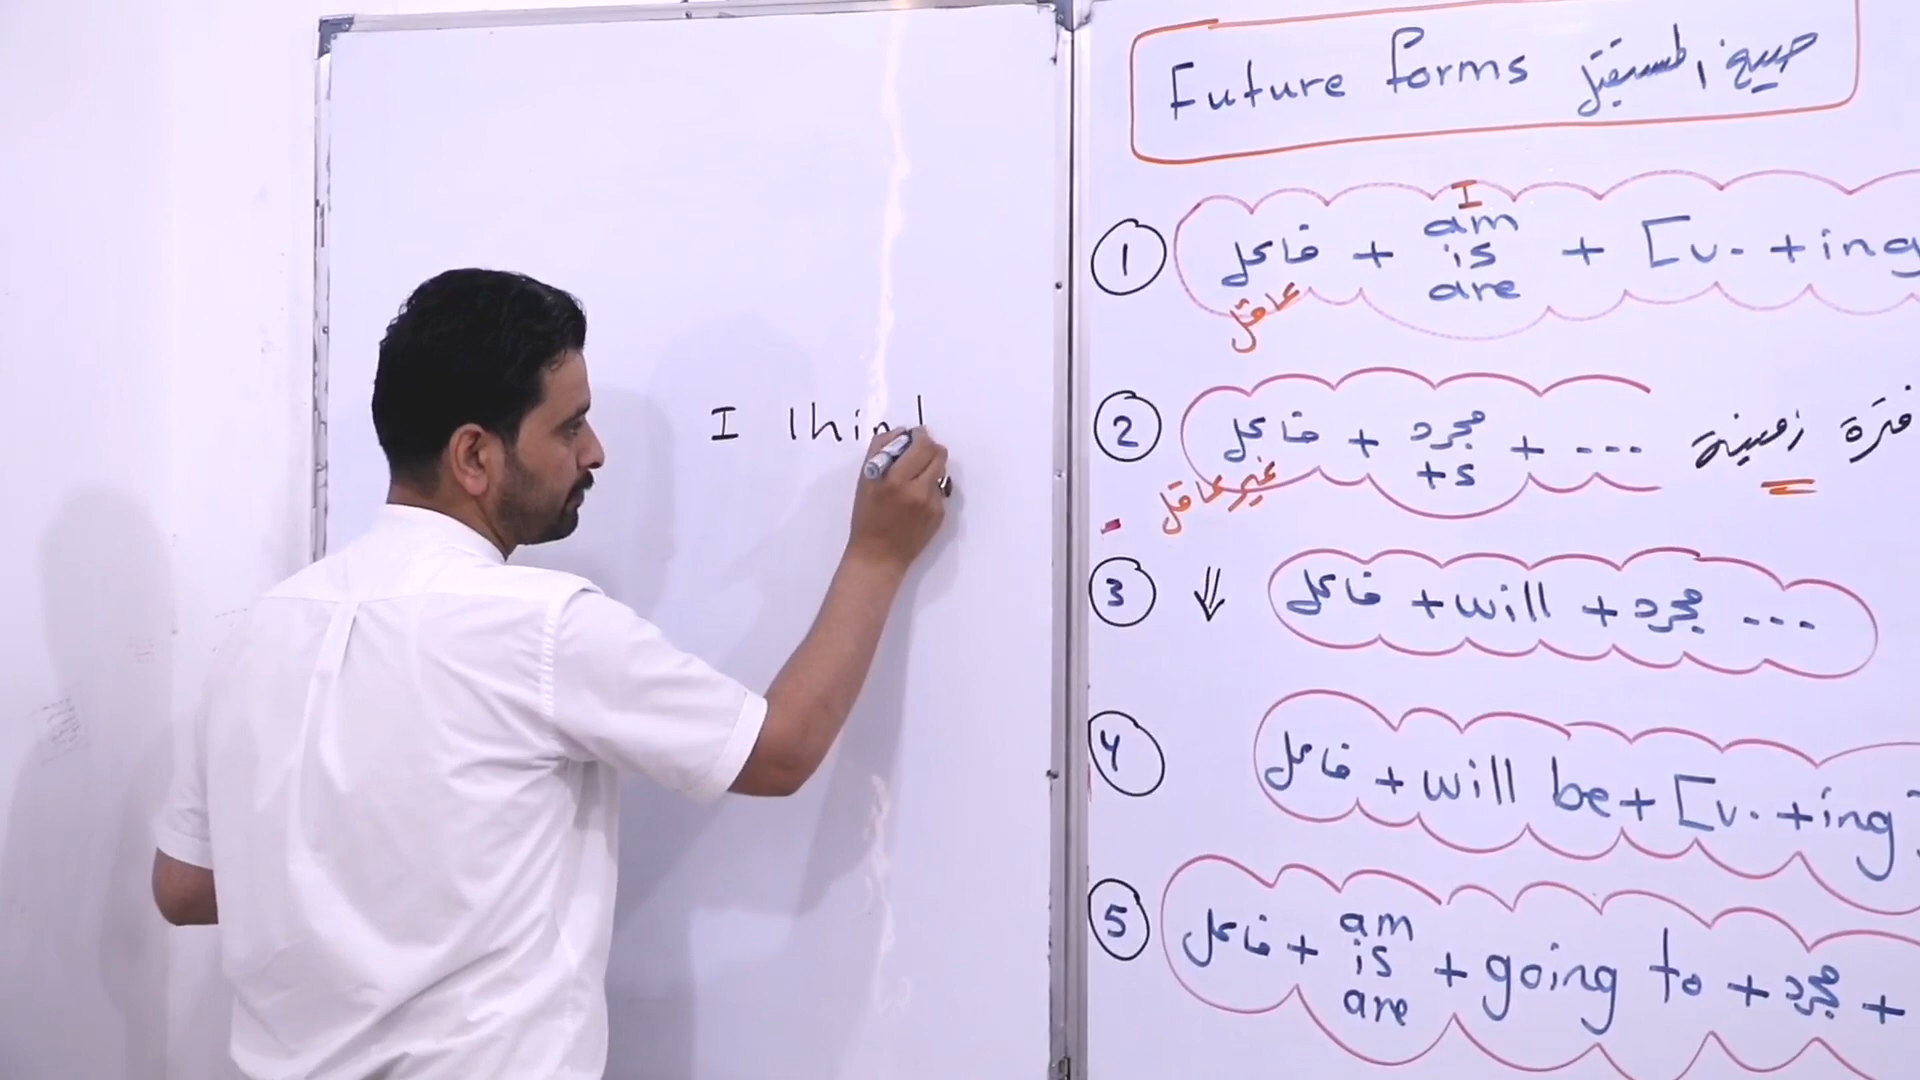 I think
Future forms صيغ المستقبل
1 فاعل + am is are + [v. + ing
I
عاقل
2 فاعل + مجرد + ... فترة زمنية
+s
غير عاقل
3 فاعل + will + مجرد ...
4 فاعل + will be + [v. + ing]
5 فاعل + am is are + going to + مجرد +